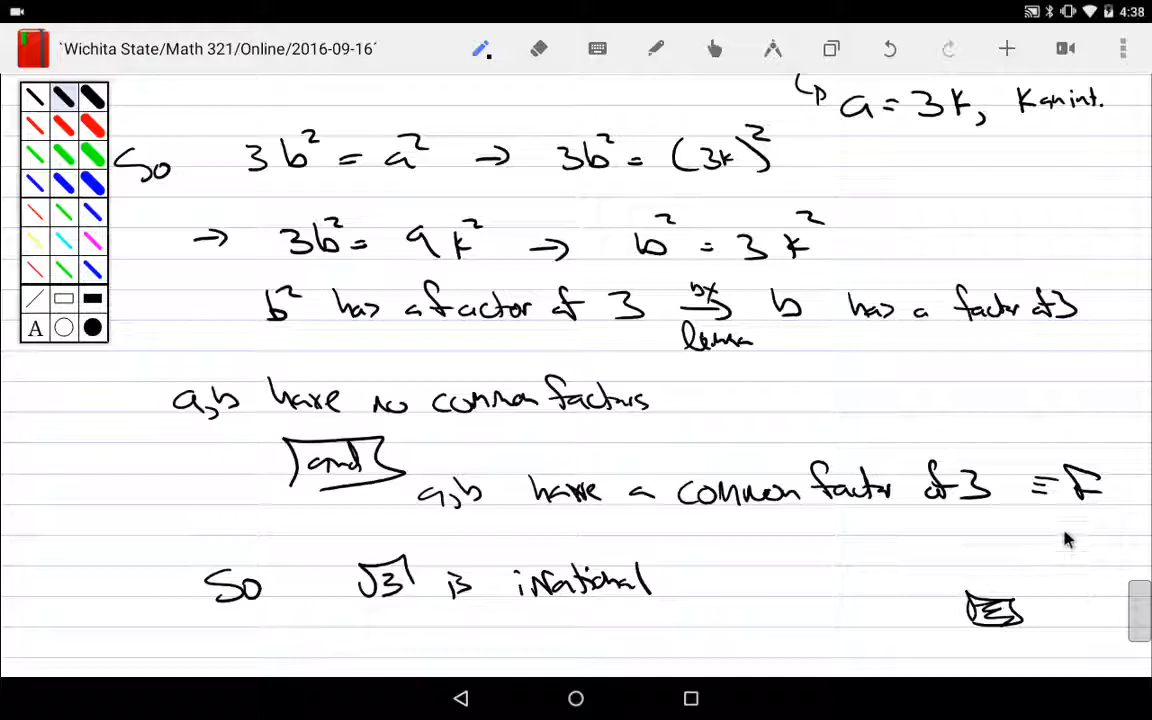 4:38
`Wichita State/Math 321/Online/2016-09-16´
↳ a = 3k, k an int.
So 3b² = a² → 3b² = (3k)²
→ 3b² = 9k² → b² = 3k²
b² has a factor of 3 by lemma → b has a factor of 3
A
a,b have no common factors
and
a,b have a common factor of 3 ≡ F
So √3 is irrational